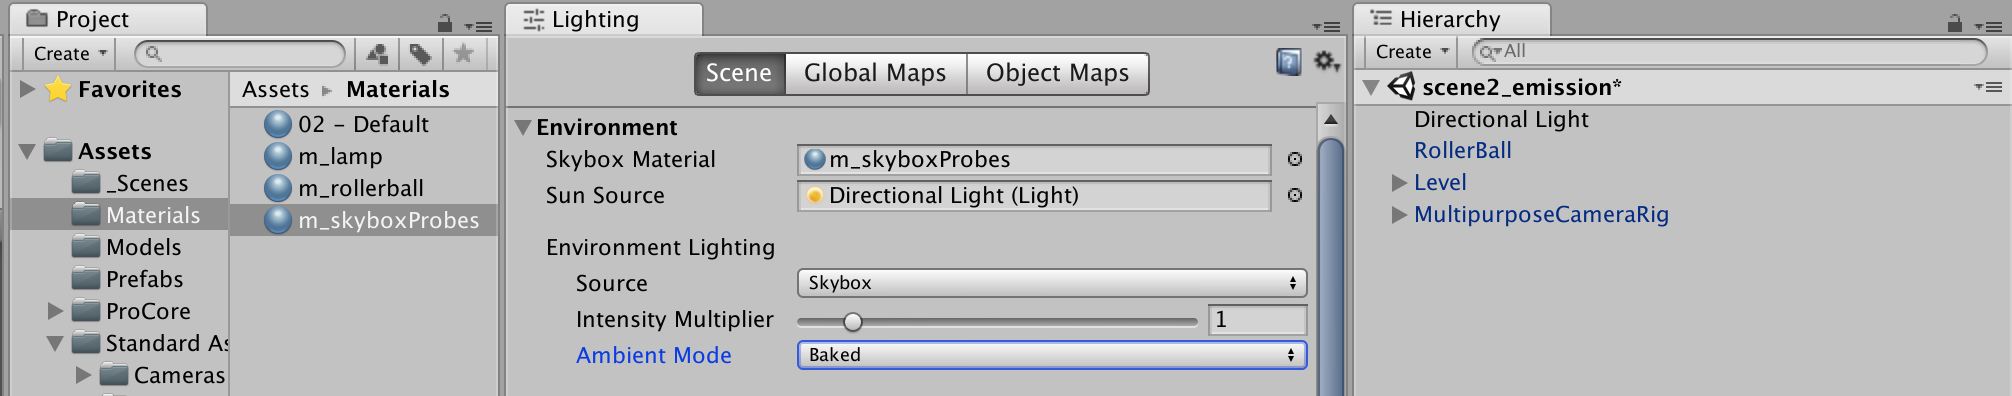 Project
Create
Favorites
Assets
_Scenes
Materials
Models
Prefabs
ProCore
Standard As
Cameras
Assets Materials
02 - Default
m_lamp
m_rollerball
m_skyboxProbes
Lighting
Scene Global Maps Object Maps
Environment
Skybox Material m_skyboxProbes
Sun Source Directional Light (Light)
Environment Lighting
Source Skybox
Intensity Multiplier 1
Ambient Mode Baked
Hierarchy
Create All
scene2_emission*
Directional Light
RollerBall
Level
MultipurposeCameraRig